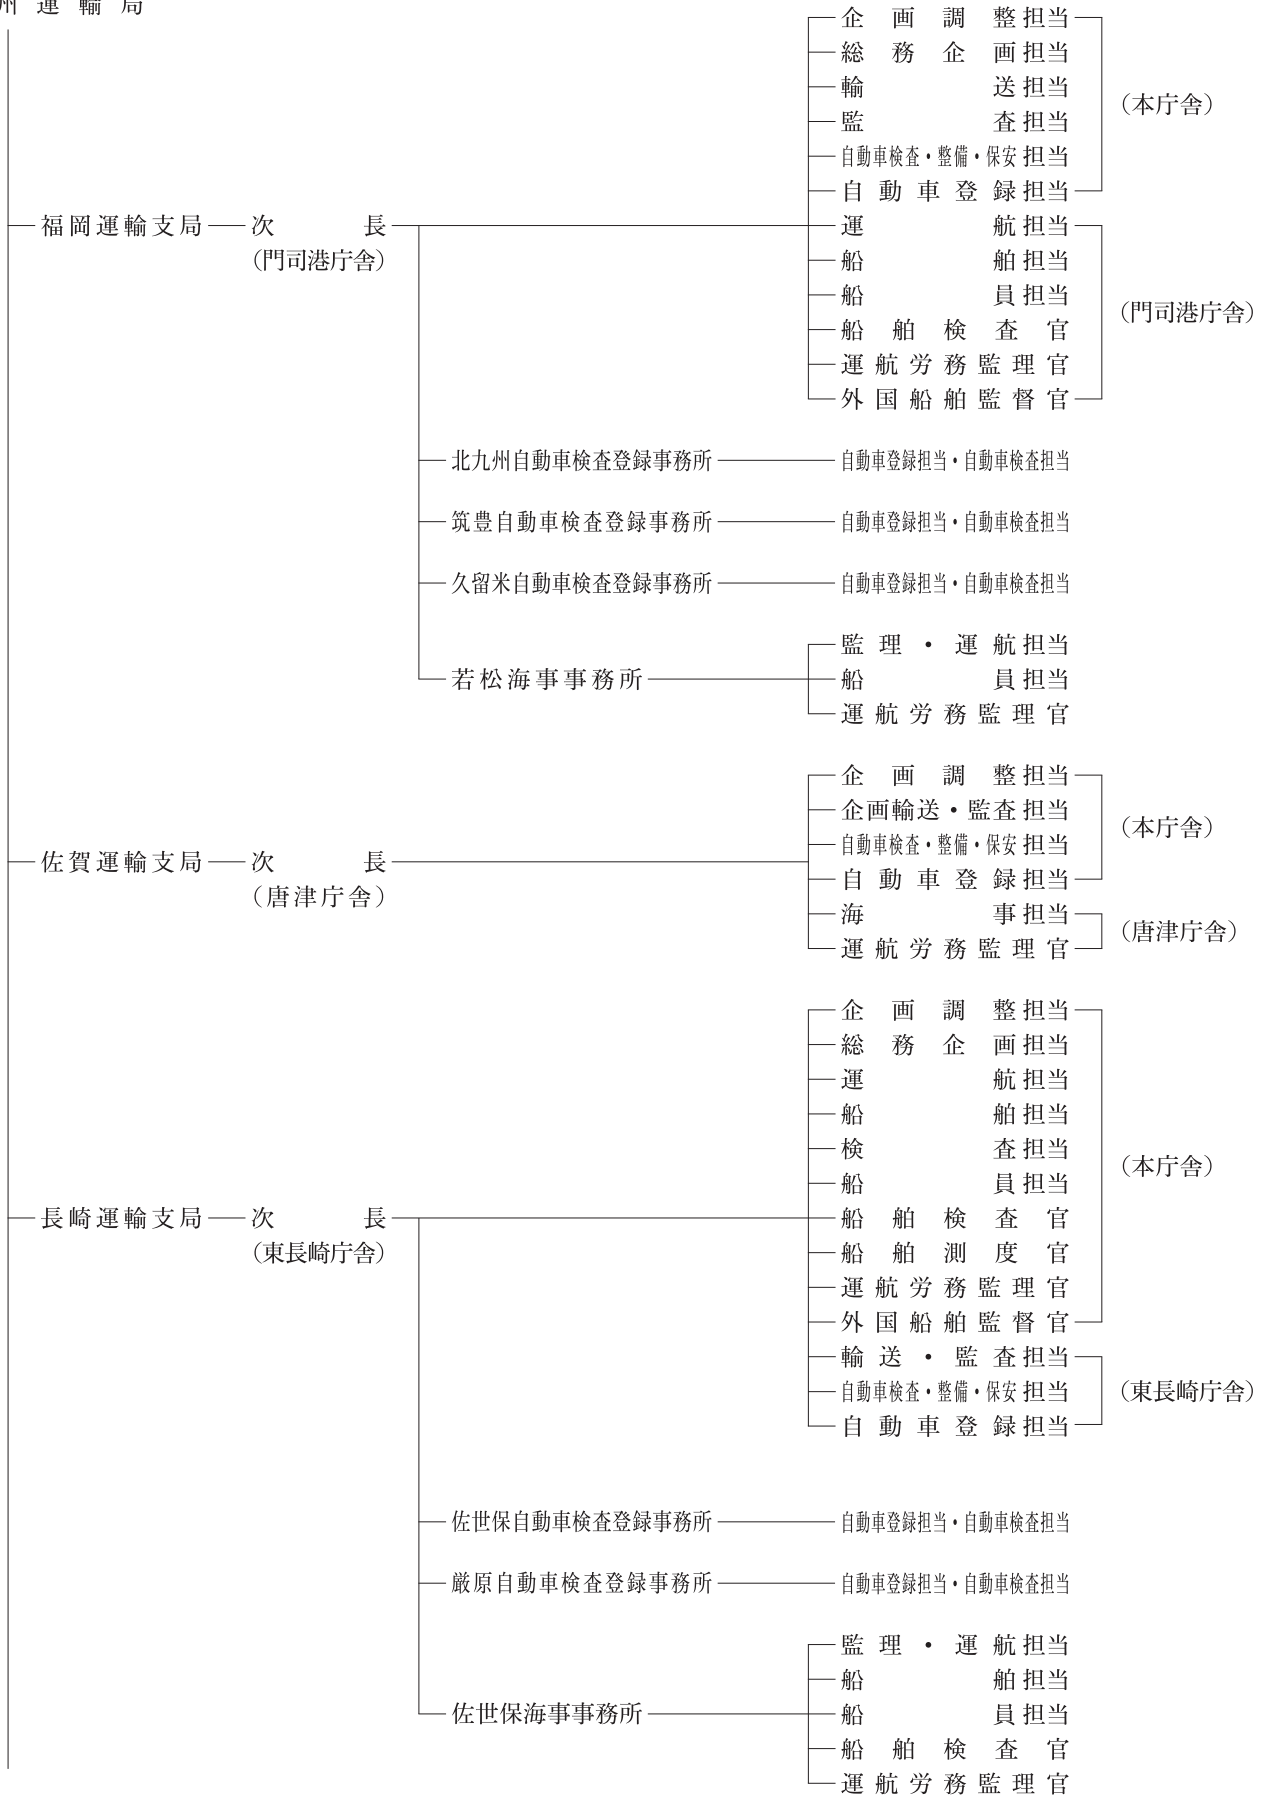 州運輸局
企画調整担当
総務企画担当
輸送担当
(本庁舎)
監査担当
自動車検査・整備・保安担当
自動車登録担当
福岡運輸支局 次長 運航担当
(門司港庁舎) 船舶担当
船員担当
(門司港庁舎)
船舶検査官
運航労務監理官
外国船舶監督官
北九州自動車検査登録事務所 自動車登録担当・自動車検査担当
筑豊自動車検査登録事務所 自動車登録担当・自動車検査担当
久留米自動車検査登録事務所 自動車登録担当・自動車検査担当
監理・運航担当
若松海事事務所 船員担当
運航労務監理官
企画調整担当
企画輸送・監査担当
(本庁舎)
自動車検査・整備・保安担当
佐賀運輸支局 次長
自動車登録担当
(唐津庁舎)
海事担当
(唐津庁舎)
運航労務監理官
企画調整担当
総務企画担当
運航担当
船舶担当
検査担当
(本庁舎)
船員担当
長崎運輸支局 次長 船舶検査官
(東長崎庁舎) 船舶測度官
運航労務監理官
外国船舶監督官
輸送・監査担当
自動車検査・整備・保安担当 (東長崎庁舎)
自動車登録担当
佐世保自動車検査登録事務所 自動車登録担当・自動車検査担当
厳原自動車検査登録事務所 自動車登録担当・自動車検査担当
監理・運航担当
船舶担当
佐世保海事事務所 船員担当
船舶検査官
運航労務監理官